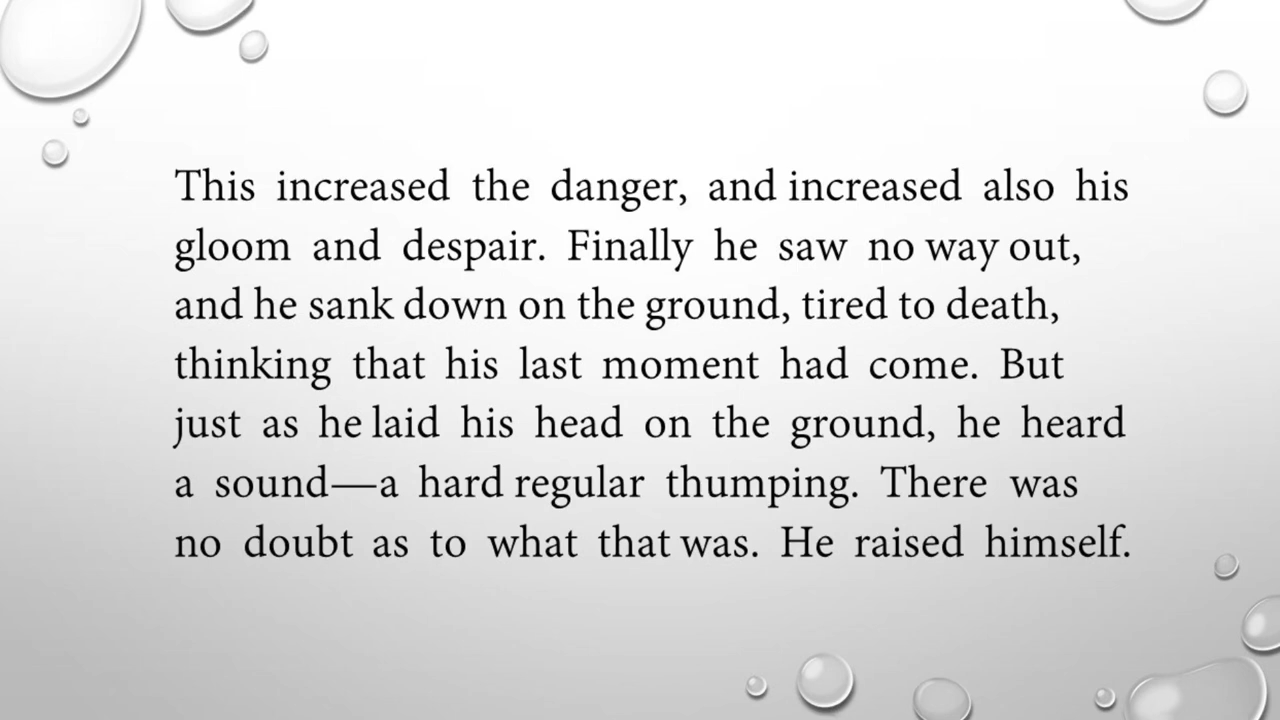 This increased the danger, and increased also his
gloom and despair. Finally he saw no way out,
and he sank down on the ground, tired to death,
thinking that his last moment had come. But
just as he laid his head on the ground, he heard
a sound—a hard regular thumping. There was
no doubt as to what that was. He raised himself.